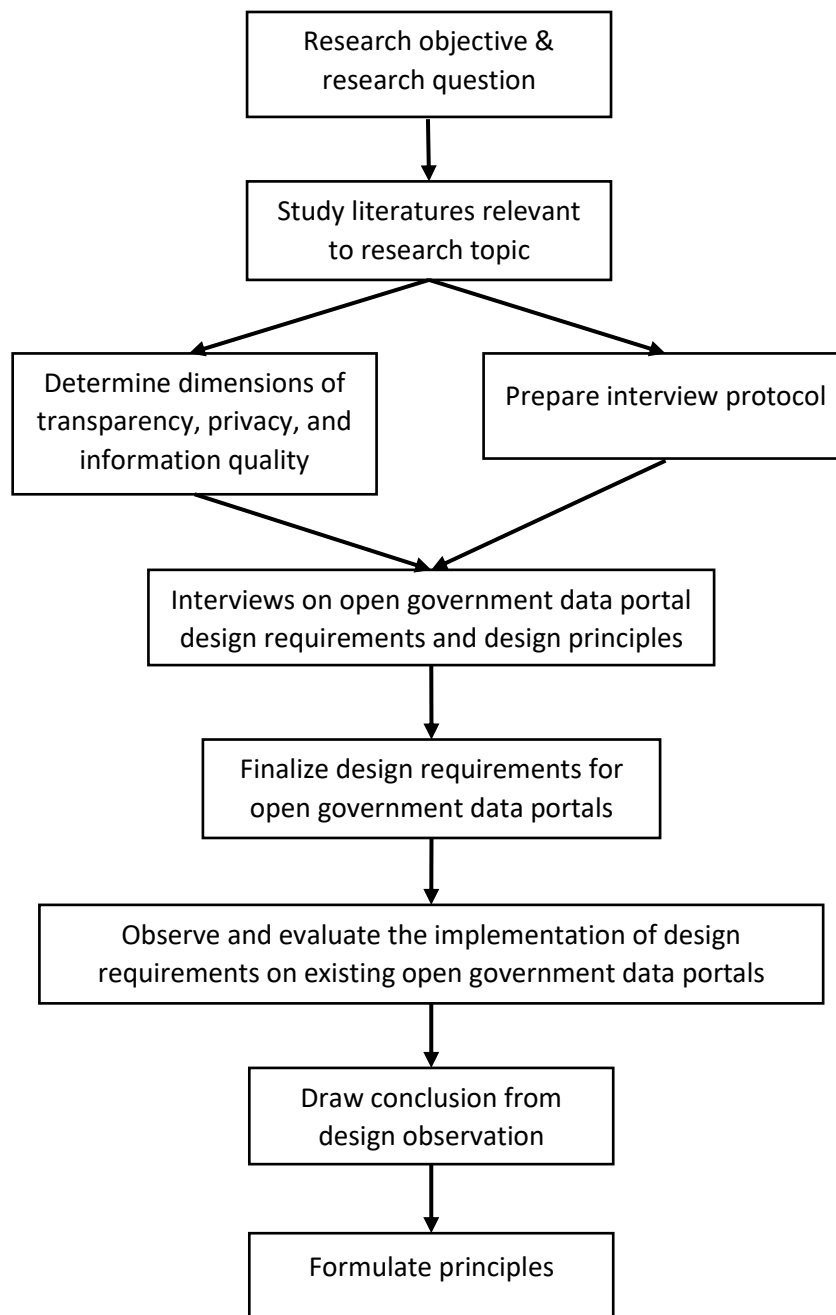 Research objective &
research question
Study literatures relevant
to research topic
Determine dimensions of
transparency, privacy, and
information quality
Prepare interview protocol
Interviews on open government data portal
design requirements and design principles
Finalize design requirements for
open government data portals
Observe and evaluate the implementation of design
requirements on existing open government data portals
Draw conclusion from
design observation
Formulate principles